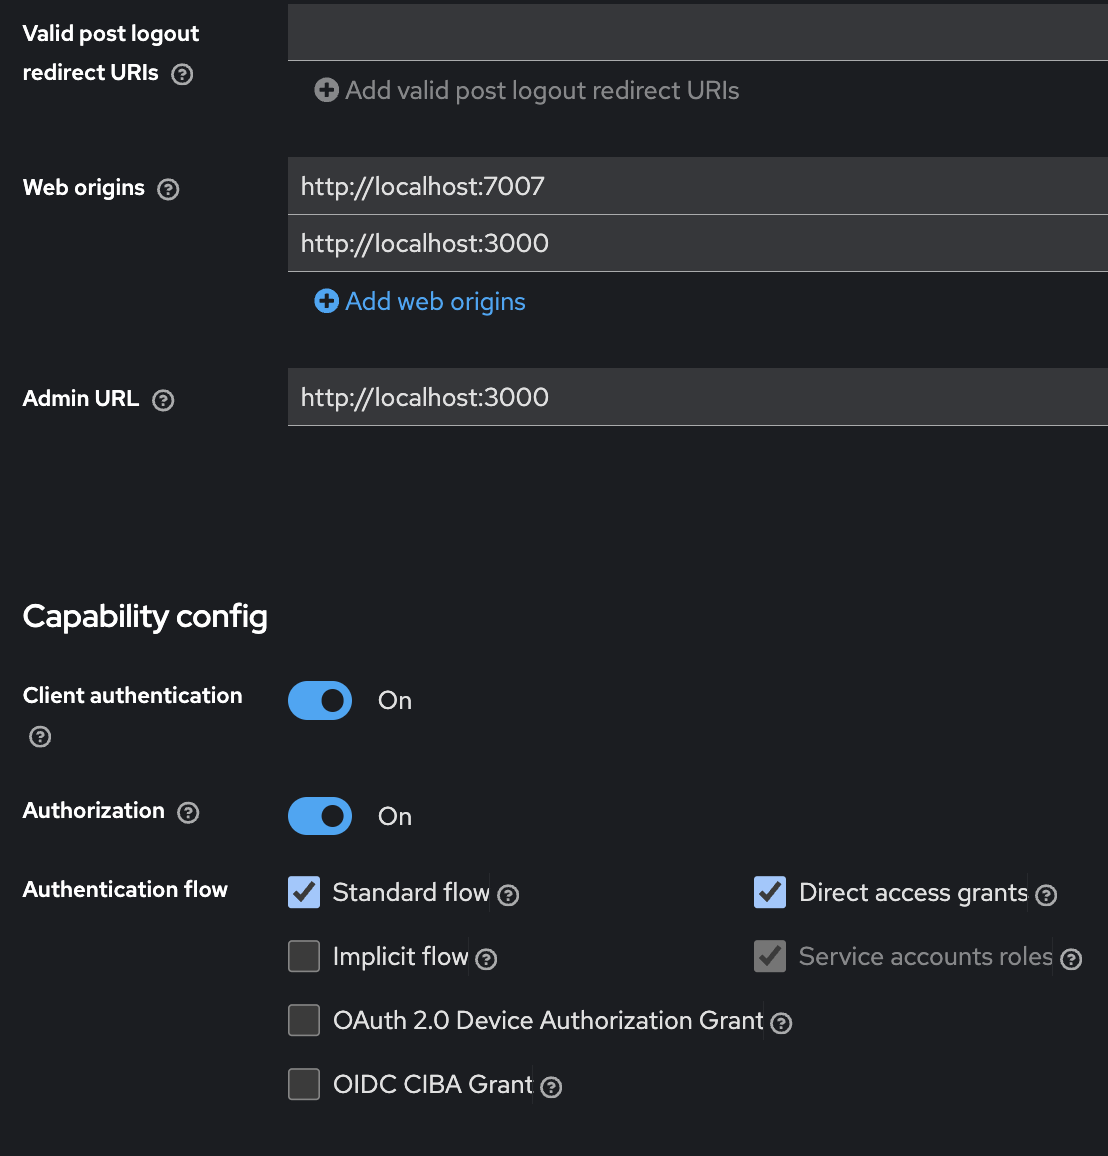 Valid post logout
redirect URIs
Add valid post logout redirect URIs
Web origins
http://localhost:7007
http://localhost:3000
Add web origins
Admin URL
http://localhost:3000
Capability config
Client authentication
On
Authorization
On
Authentication flow
Standard flow
Direct access grants
Implicit flow
Service accounts roles
OAuth 2.0 Device Authorization Grant
OIDC CIBA Grant